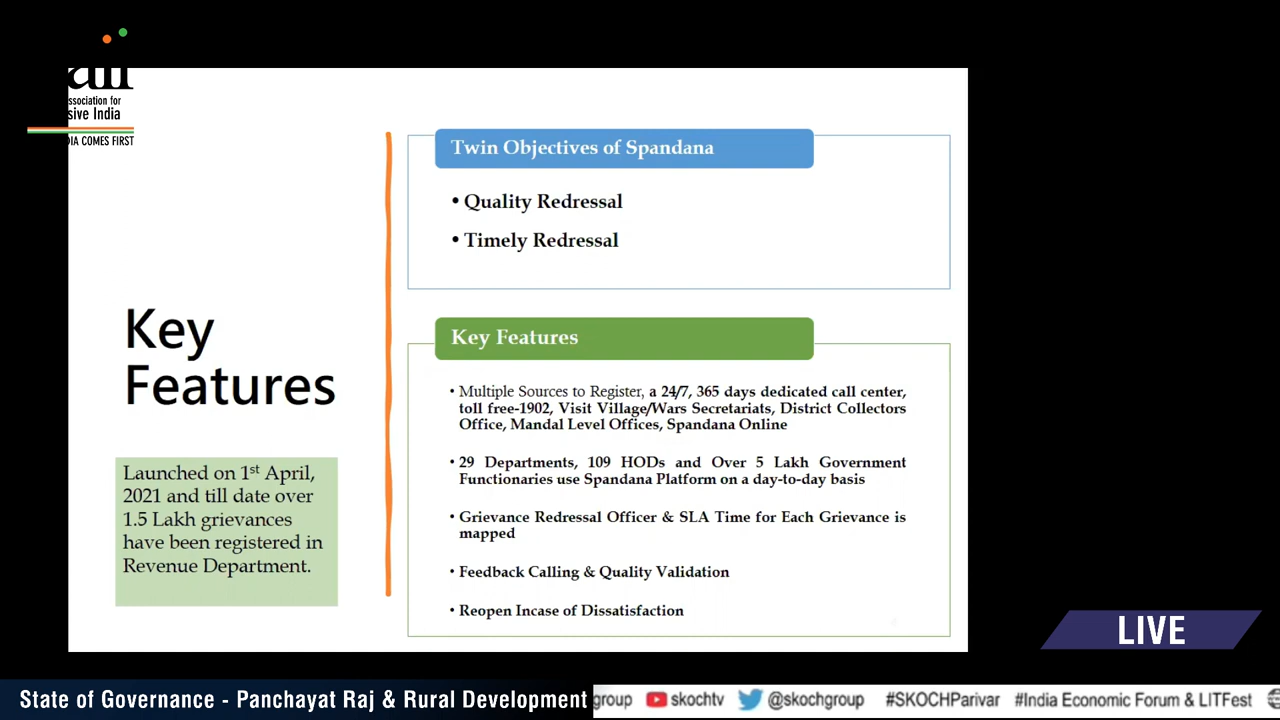 ssociation for
sive India
DIA COMES FIRST
Twin Objectives of Spandana
• Quality Redressal
• Timely Redressal
Key
Features
Key Features
• Multiple Sources to Register, a 24/7, 365 days dedicated call center,
toll free-1902, Visit Village/Wars Secretariats, District Collectors
Office, Mandal Level Offices, Spandana Online
• 29 Departments, 109 HODs and Over 5 Lakh Government
Functionaries use Spandana Platform on a day-to-day basis
• Grievance Redressal Officer & SLA Time for Each Grievance is
mapped
• Feedback Calling & Quality Validation
• Reopen Incase of Dissatisfaction
Launched on 1st April,
2021 and till date over
1.5 Lakh grievances
have been registered in
Revenue Department.
LIVE
State of Governance - Panchayat Raj & Rural Development
group skochtv @skochgroup #SKOCHParivar #India Economic Forum & LITFest